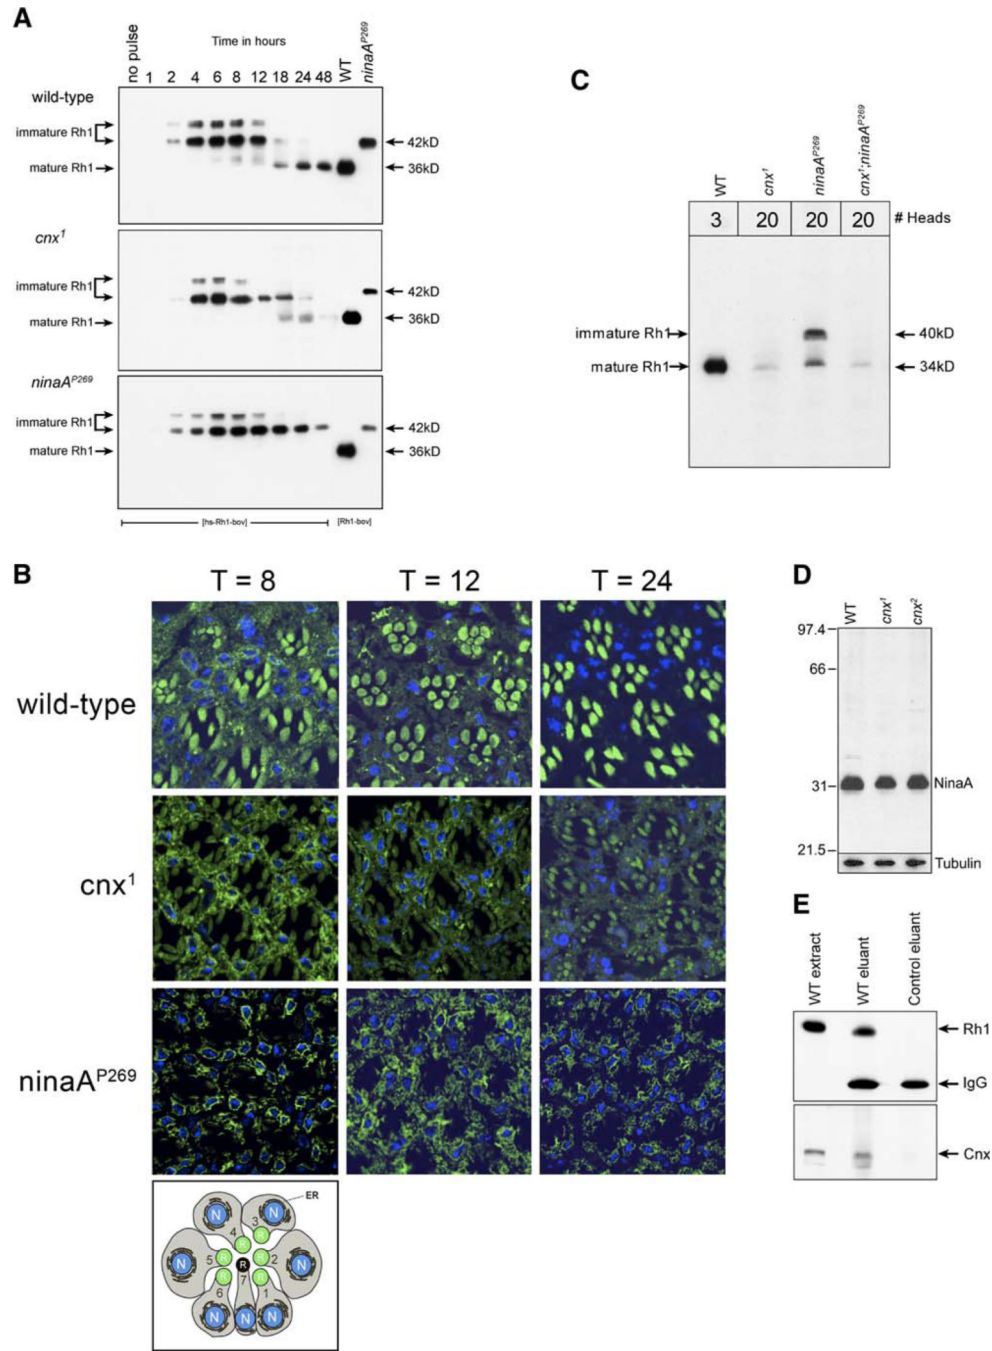 A
no pulse
Time in hours
1 2 4 6 8 12 18 24 48
WT
ninaA^P269
wild-type
immature Rh1
mature Rh1
42kD
36kD
cnx^1
immature Rh1
mature Rh1
42kD
36kD
ninaA^P269
immature Rh1
mature Rh1
42kD
36kD
[hs-Rh1-bov]
[Rh1-bov]
C
WT
cnx^1
ninaA^P269
cnx^1;ninaA^P269
3 20 20 20 # Heads
immature Rh1
mature Rh1
40kD
34kD
B
T = 8 T = 12 T = 24
wild-type
cnx^1
ninaA^P269
ER
N N N N N N N
R R R R R R R
1 2 3 4 5 6 7
D
WT
cnx^1
cnx^2
97.4
66
31
21.5
NinaA
Tubulin
E
WT extract
WT eluant
Control eluant
Rh1
IgG
Cnx